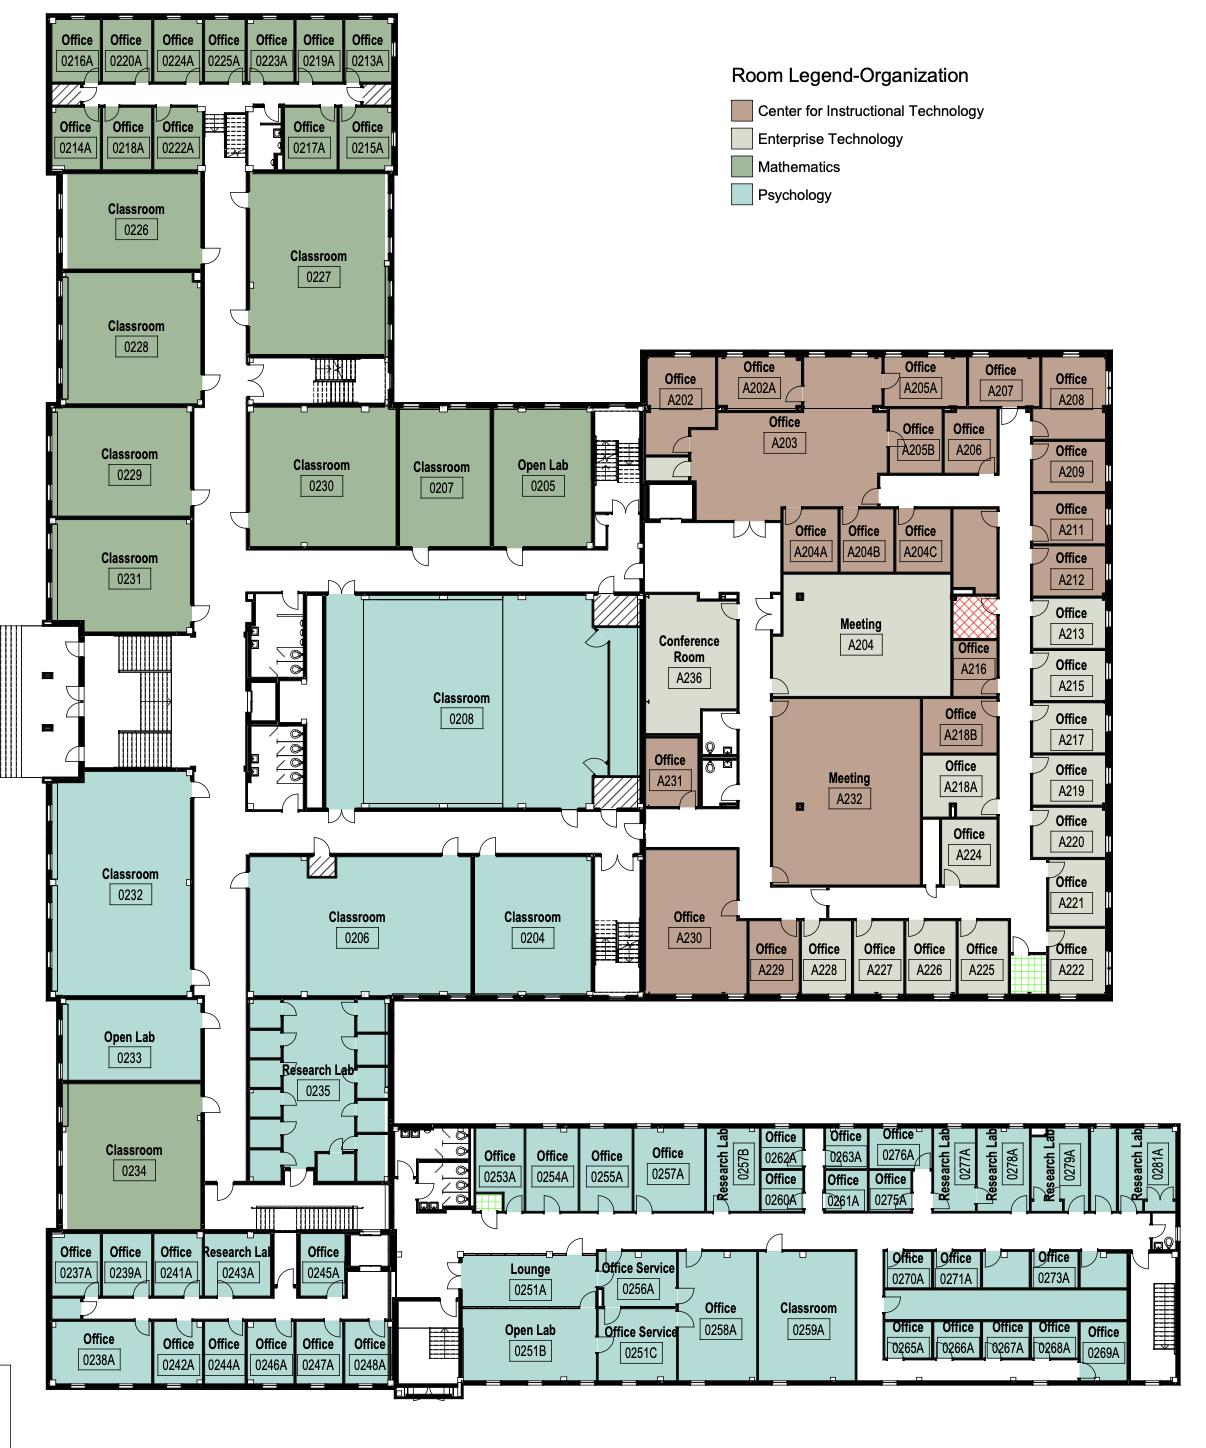 Room Legend-Organization
Center for Instructional Technology
Enterprise Technology
Mathematics
Psychology
Office Office Office Office Office Office Office
0216A 0220A 0224A 0225A 0223A 0219A 0213A
Office Office Office Office Office
0214A 0218A 0222A 0217A 0215A
Classroom
0226
Classroom
0227
Classroom
0228
Classroom
0229
Classroom
0230
Classroom
0207
Open Lab
0205
Classroom
0231
Office
A202
Office
A202A
Office
A205A
Office
A207
Office
A208
Office
A203
Office
A205B
Office
A206
Office
A209
Office
A211
Office
A212
Office
A204A
Office
A204B
Office
A204C
Meeting
A204
Office
A213
Conference
Room
A236
Office
A216
Office
A215
Classroom
0208
Office
A218B
Office
A217
Office
A231
Meeting
A232
Office
A218A
Office
A219
Office
A224
Office
A220
Office
A221
Classroom
0232
Classroom
0206
Classroom
0204
Office
A230
Office
A229
Office
A228
Office
A227
Office
A226
Office
A225
Office
A222
Open Lab
0233
Research Lab
0235
Classroom
0234
Office
0253A
Office
0254A
Office
0255A
Office
0257A
Research Lab
0257B
Office
0262A
Office
0260A
Office
0263A
Office
0261A
Office
0276A
Office
0275A
Research Lab
0277A
Research Lab
0278A
Research Lab
0279A
Research Lab
0281A
Office
0237A
Office
0239A
Office
0241A
Research Lab
0243A
Office
0245A
Lounge
0251A
Office Service
0256A
Office
0258A
Classroom
0259A
Office
0270A
Office
0271A
Office
0273A
Office
0238A
Office
0242A
Office
0244A
Office
0246A
Office
0247A
Office
0248A
Open Lab
0251B
Office Service
0251C
Office
0265A
Office
0266A
Office
0267A
Office
0268A
Office
0269A